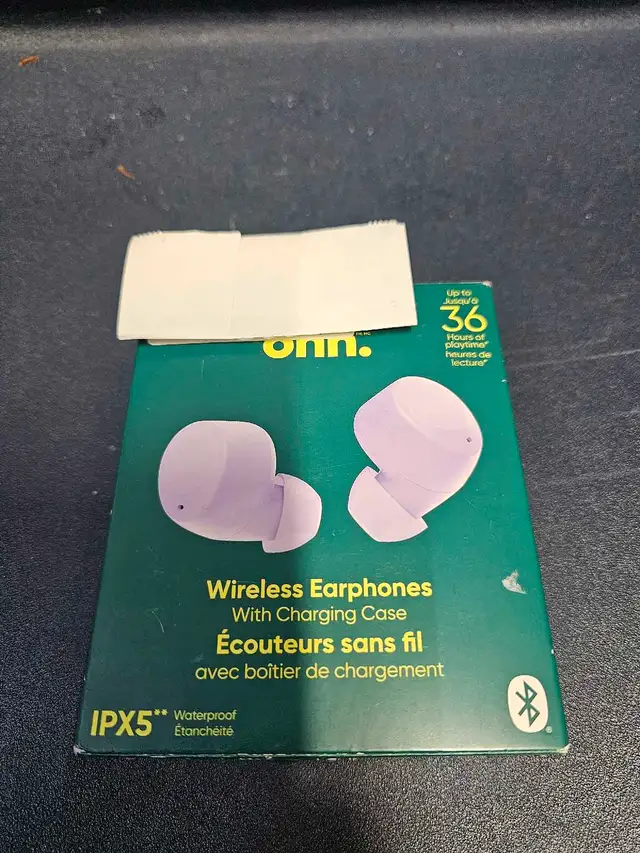 Up to
Jusqu'à
36
Hours of
playtime*
heures de
lecture*
onn.
Wireless Earphones
With Charging Case
Écouteurs sans fil
avec boîtier de chargement
IPX5** Waterproof
Étanchéité